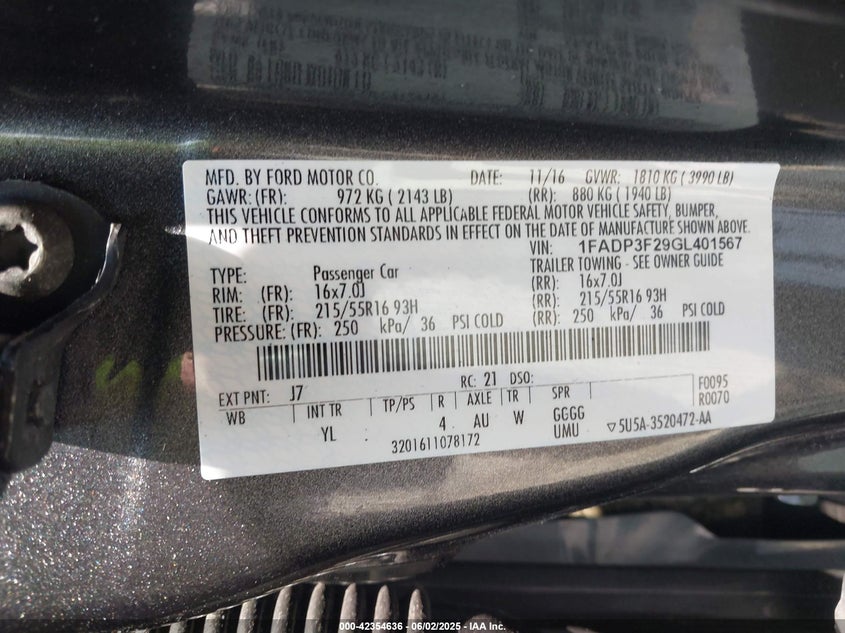 MFD. BY FORD MOTOR CO. DATE: 11/16 GVWR: 1810 KG ( 3990 LB)
GAWR: (FR): 972 KG ( 2143 LB) (RR): 880 KG ( 1940 LB)
THIS VEHICLE CONFORMS TO ALL APPLICABLE FEDERAL MOTOR VEHICLE SAFETY, BUMPER,
AND THEFT PREVENTION STANDARDS IN EFFECT ON THE DATE OF MANUFACTURE SHOWN ABOVE.
VIN: 1FADP3F29GL401567
TYPE: Passenger Car TRAILER TOWING - SEE OWNER GUIDE
RIM: (FR): 16x7.0J (RR): 16x7.0J
TIRE: (FR): 215/55R16 93H (RR): 215/55R16 93H
PRESSURE: (FR): 250 kPa/ 36 PSI COLD (RR): 250 kPa/ 36 PSI COLD
EXT PNT: J7 RC: 21 DSO: F0095
WB INT TR TP/PS R AXLE TR SPR R0070
YL 4 AU W GGGG
UMU
3201611078172 ▽5U5A-3520472-AA
000-42354636 - 06/02/2025 - IAA Inc.